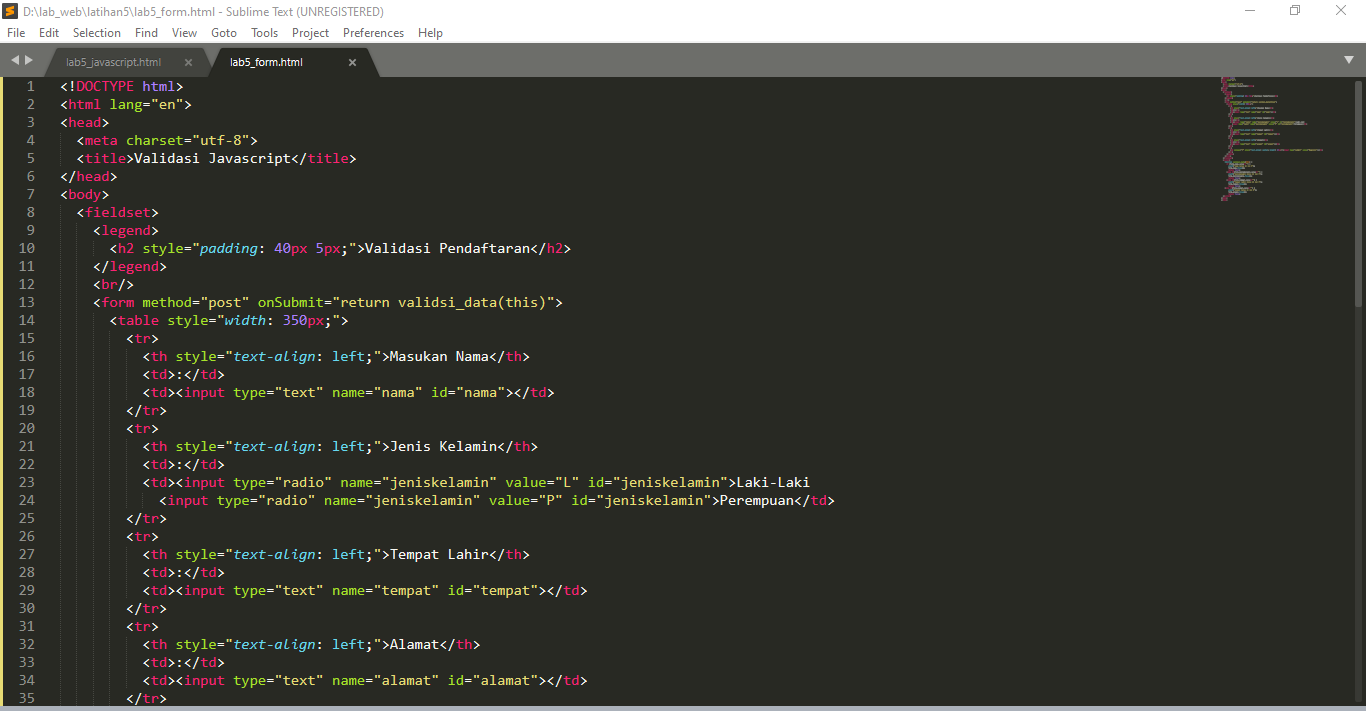 D:\lab_web\latihan5\lab5_form.html - Sublime Text (UNREGISTERED)
File Edit Selection Find View Goto Tools Project Preferences Help
lab5_javascript.html × lab5_form.html ×
1 <!DOCTYPE html>
2 <html lang="en">
3 <head>
4 <meta charset="utf-8">
5 <title>Validasi Javascript</title>
6 </head>
7 <body>
8 <fieldset>
9 <legend>
10 <h2 style="padding: 40px 5px;">Validasi Pendaftaran</h2>
11 </legend>
12 <br/>
13 <form method="post" onSubmit="return validsi_data(this)">
14 <table style="width: 350px;">
15 <tr>
16 <th style="text-align: left;">Masukan Nama</th>
17 <td>:</td>
18 <td><input type="text" name="nama" id="nama"></td>
19 </tr>
20 <tr>
21 <th style="text-align: left;">Jenis Kelamin</th>
22 <td>:</td>
23 <td><input type="radio" name="jeniskelamin" value="L" id="jeniskelamin">Laki-Laki
24 <input type="radio" name="jeniskelamin" value="P" id="jeniskelamin">Perempuan</td>
25 </tr>
26 <tr>
27 <th style="text-align: left;">Tempat Lahir</th>
28 <td>:</td>
29 <td><input type="text" name="tempat" id="tempat"></td>
30 </tr>
31 <tr>
32 <th style="text-align: left;">Alamat</th>
33 <td>:</td>
34 <td><input type="text" name="alamat" id="alamat"></td>
35 </tr>